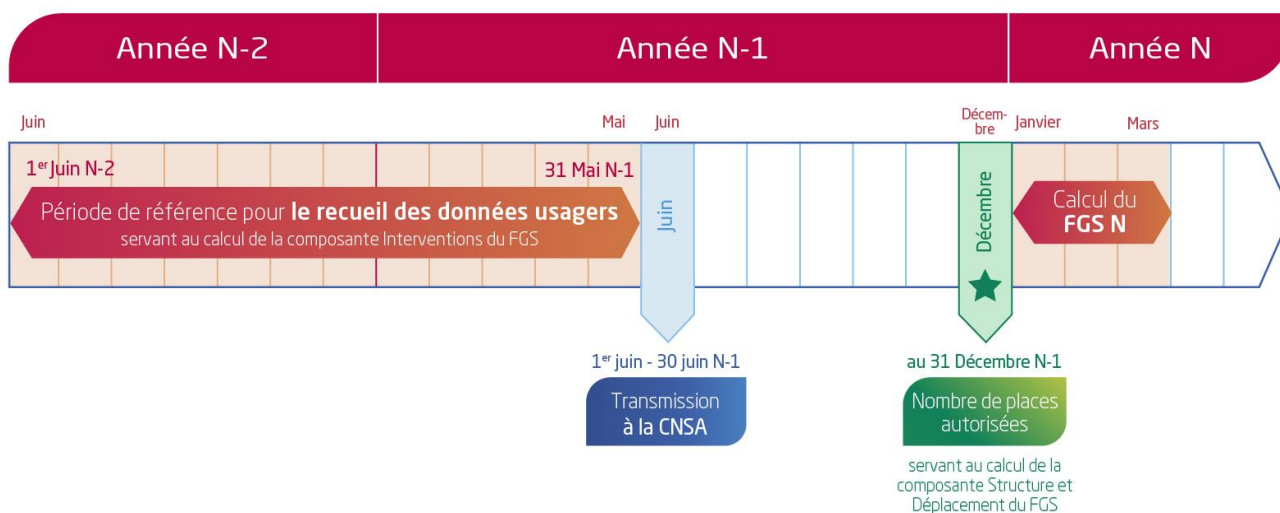 Année N-2
Année N-1
Année N
Juin
Mai
Juin
Décem-
bre
Janvier
Mars
1er Juin N-2
31 Mai N-1
Période de référence pour le recueil des données usagers
servant au calcul de la composante Interventions du FGS
Juin
Décembre
Calcul du
FGS N
1er juin - 30 juin N-1
Transmission
à la CNSA
au 31 Décembre N-1
Nombre de places
autorisées
servant au calcul de la
composante Structure et
Déplacement du FGS